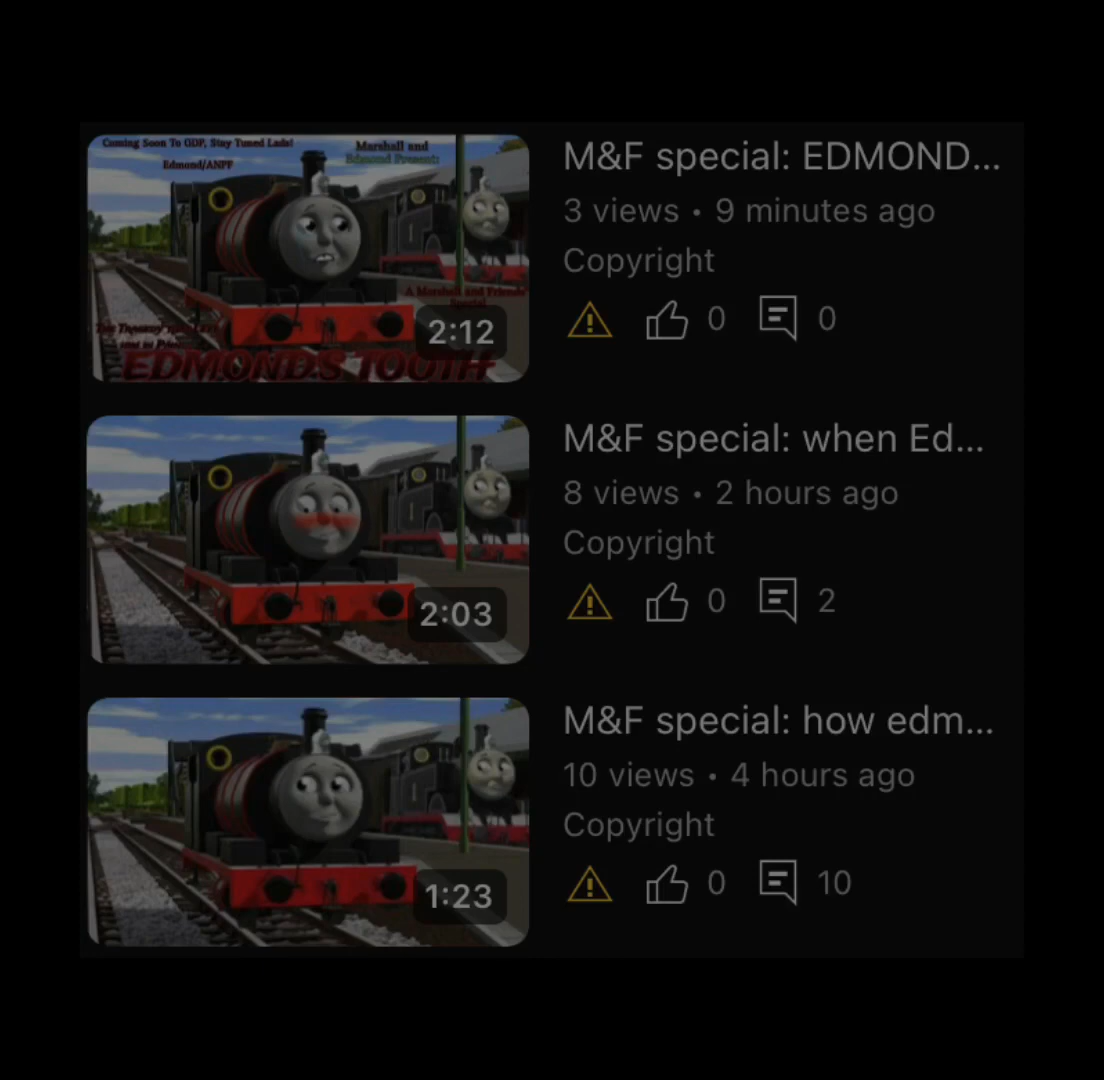 Coming Soon To GDP, Stay Tuned Lads!
Edmond/ANPF
Marshall and
Edmond Presents
A Marshall and Friends
Special
EDMONDS TOOTH
2:12
M&F special: EDMOND...
3 views • 9 minutes ago
Copyright
0 0
2:03
M&F special: when Ed...
8 views • 2 hours ago
Copyright
0 2
1:23
M&F special: how edm...
10 views • 4 hours ago
Copyright
0 10